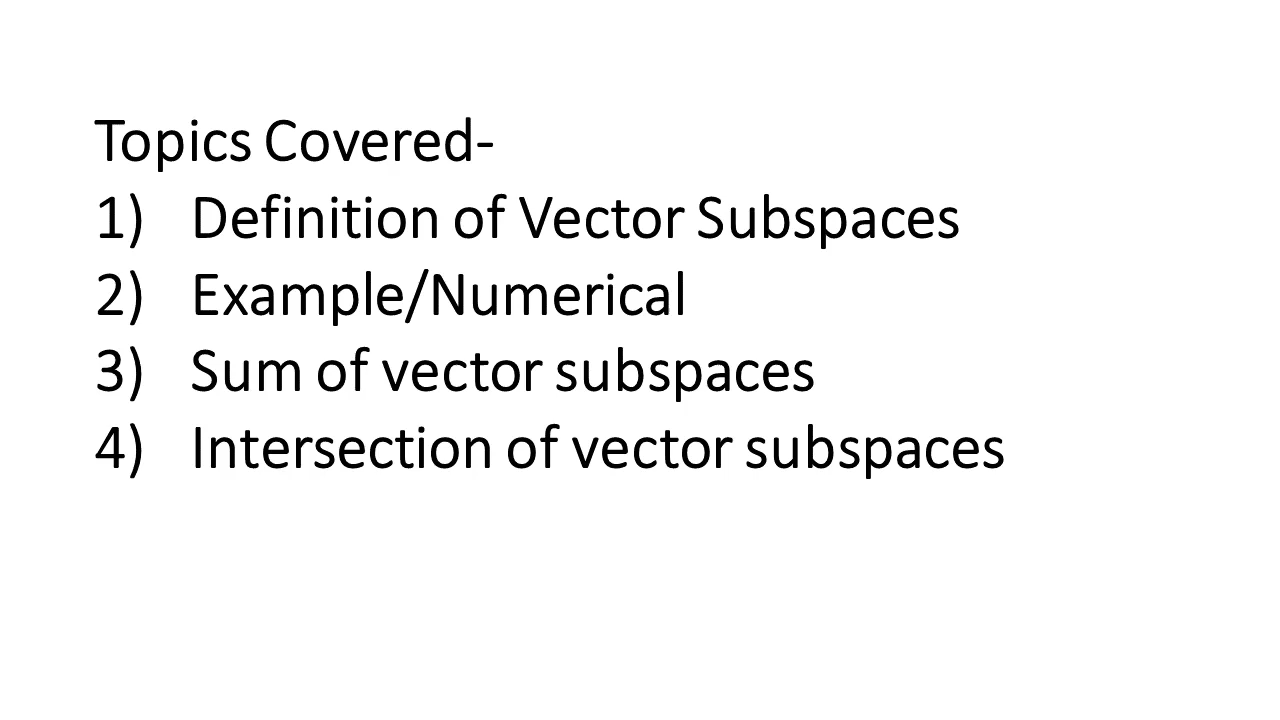 Topics Covered-
1) Definition of Vector Subspaces
2) Example/Numerical
3) Sum of vector subspaces
4) Intersection of vector subspaces